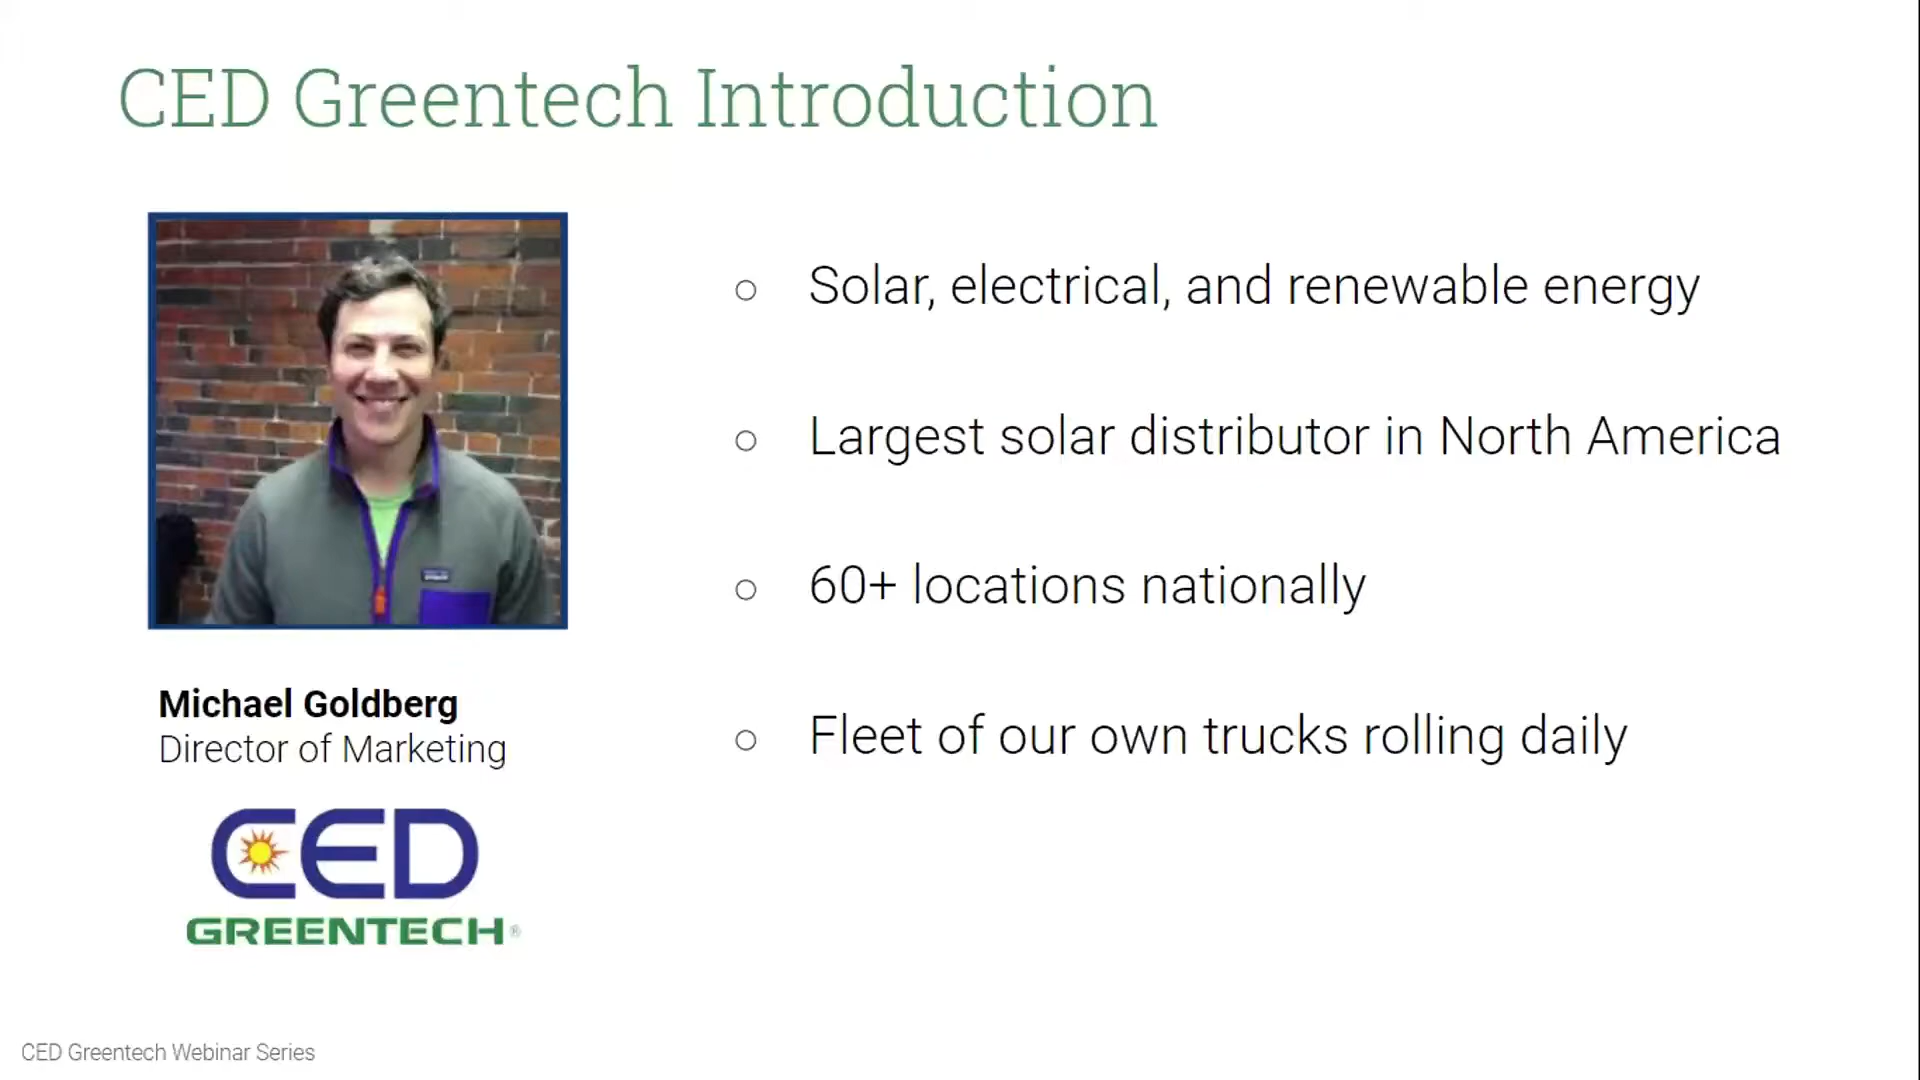 CED Greentech Introduction
○ Solar, electrical, and renewable energy
○ Largest solar distributor in North America
○ 60+ locations nationally
○ Fleet of our own trucks rolling daily
Michael Goldberg
Director of Marketing
CED
GREENTECH®
CED Greentech Webinar Series